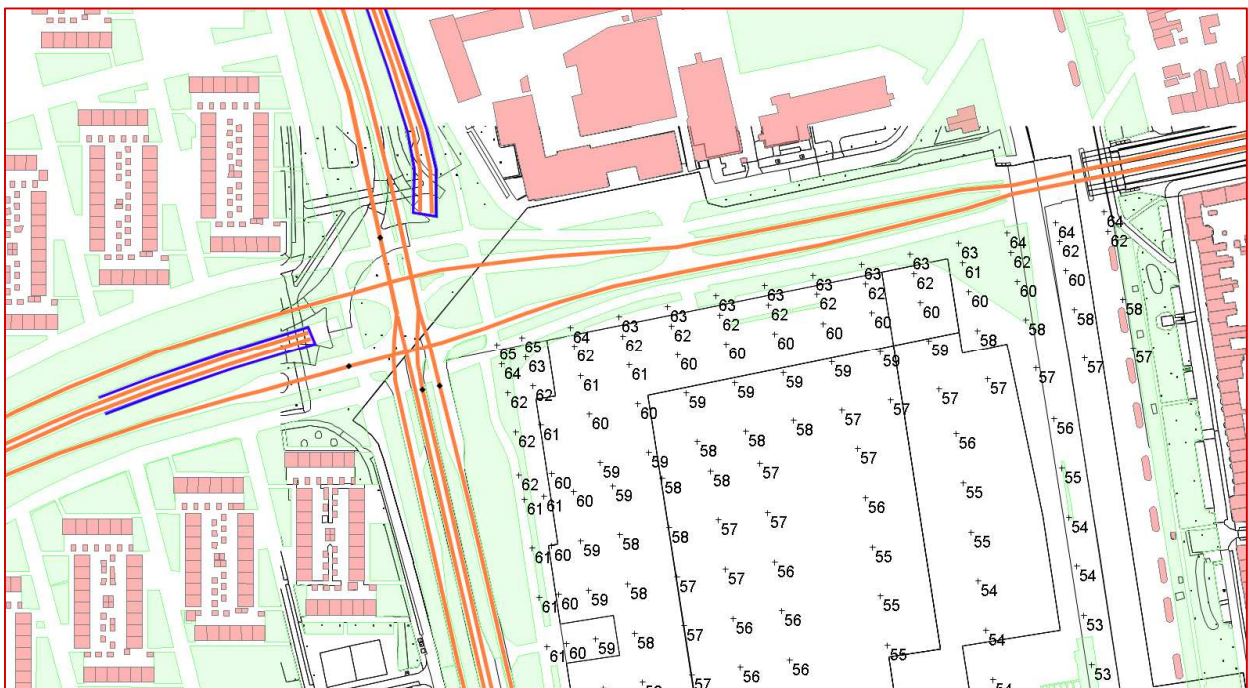 64 64
64 62 62
63 62 60
63 61
63 62 60 60 58 58
63 62 60
63 62 60 58 57 57
63 62 60 59
63 62 60 59 57
64 62 60 59 57
65 65 62 61 60 59 57 56
64 63 61 60 59 57
62 62 60 58 56
62 61 58 57 55
62 60 59 59 58 58 57 56 55 54
61 61 60 59 58 57 57 55 54
61 60 59 58 58 57 56 55 54 53
61 60 59 58 57 56 56 55 54 53
61 60 59 58 57 56 56 55 54